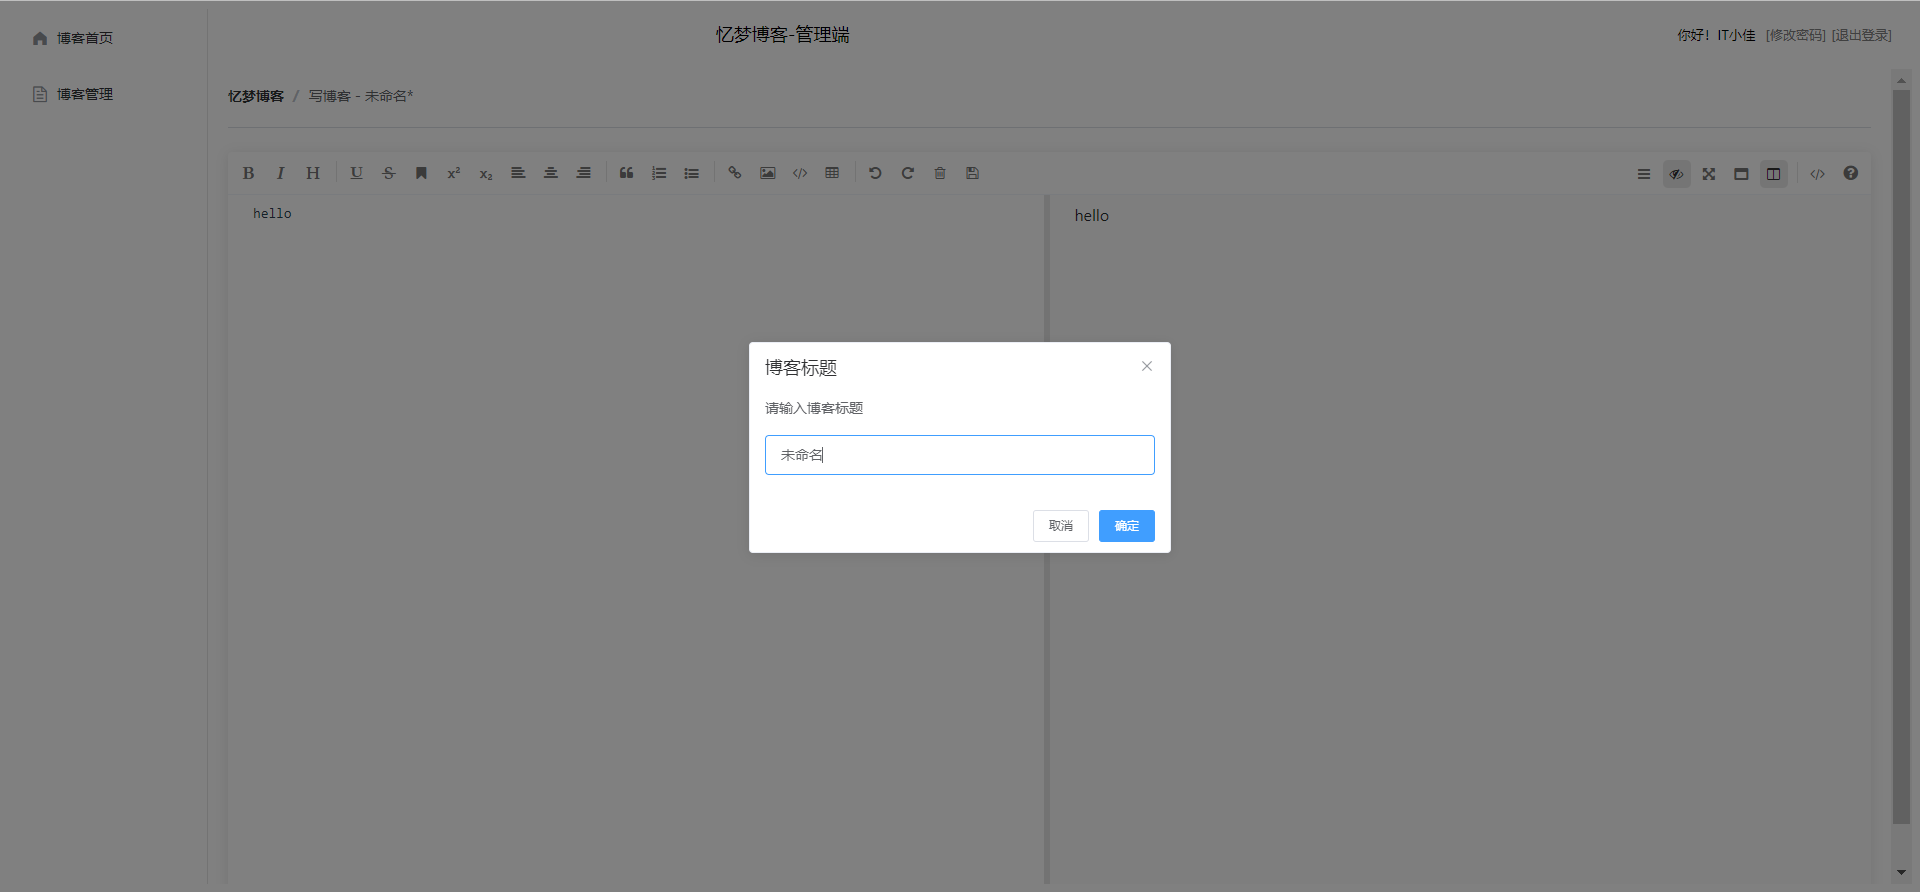 博客首页
博客管理
忆梦博客-管理端
你好！IT小佳 [修改密码] [退出登录]
忆梦博客 / 写博客 - 未命名*
hello
hello
博客标题
请输入博客标题
未命名
取消
确定